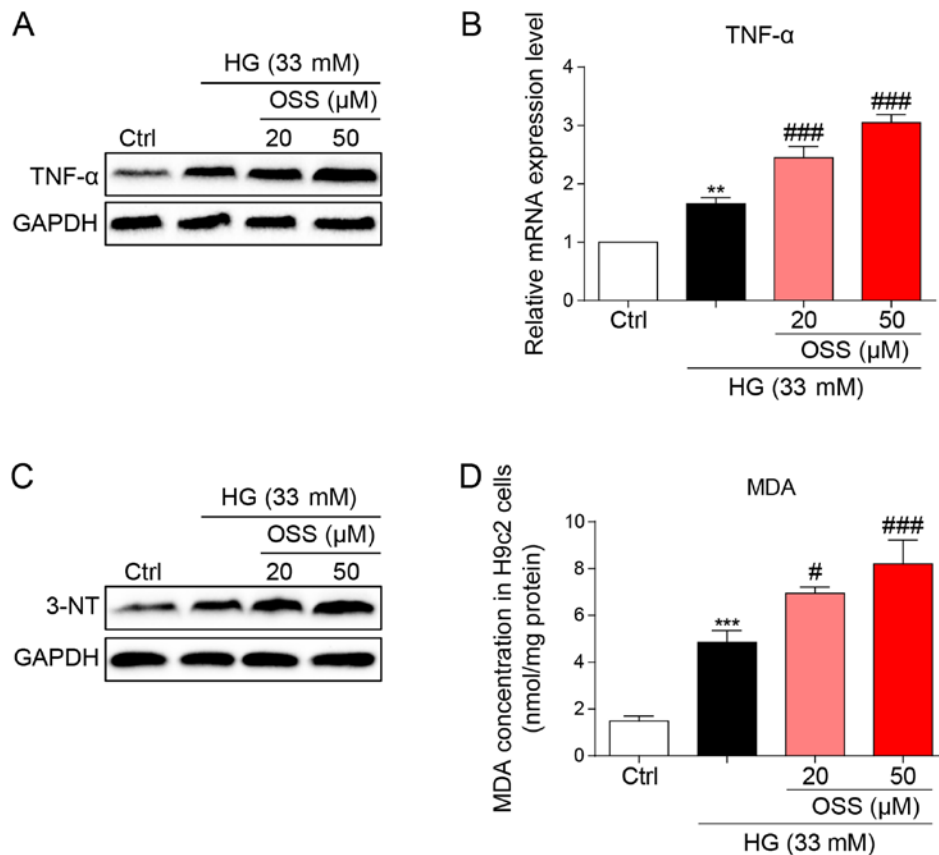 A
HG (33 mM)
OSS (μM)
Ctrl 20 50
TNF-α
GAPDH
B
TNF-α
Relative mRNA expression level
4
3
2
1
0
**
###
###
Ctrl 20 50
OSS (μM)
HG (33 mM)
C
HG (33 mM)
OSS (μM)
Ctrl 20 50
3-NT
GAPDH
D
MDA
MDA concentration in H9c2 cells
(nmol/mg protein)
10
8
6
4
2
0
***
#
###
Ctrl 20 50
OSS (μM)
HG (33 mM)